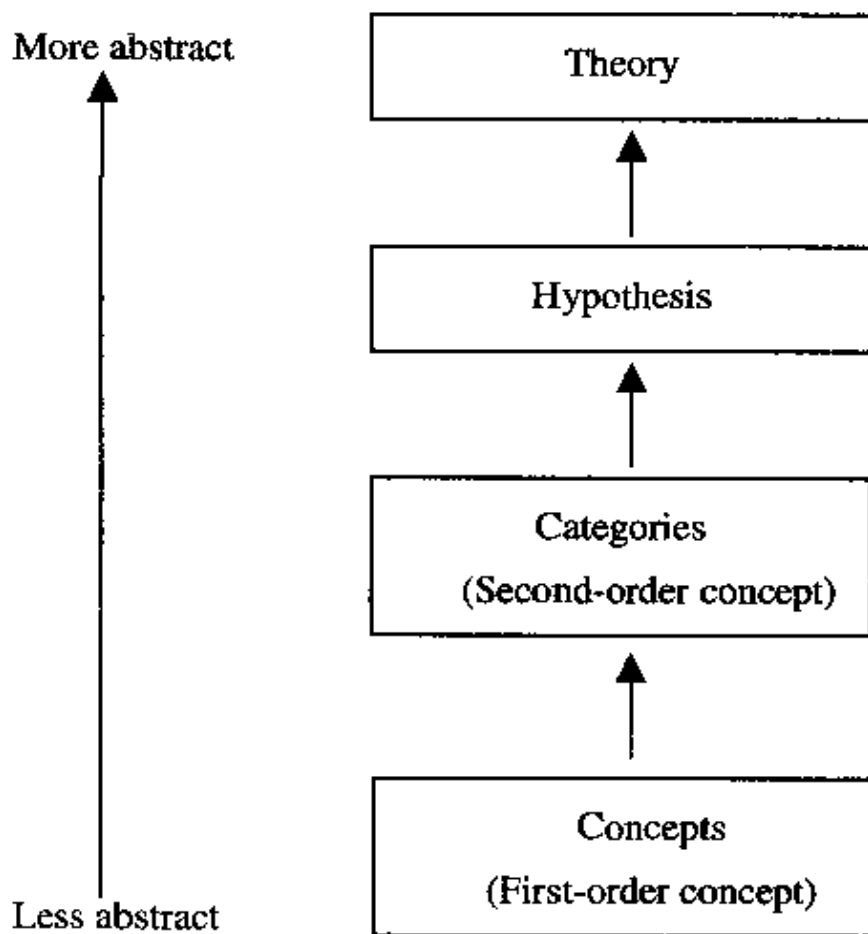 More abstract
Theory
Hypothesis
Categories
(Second-order concept)
Concepts
(First-order concept)
Less abstract